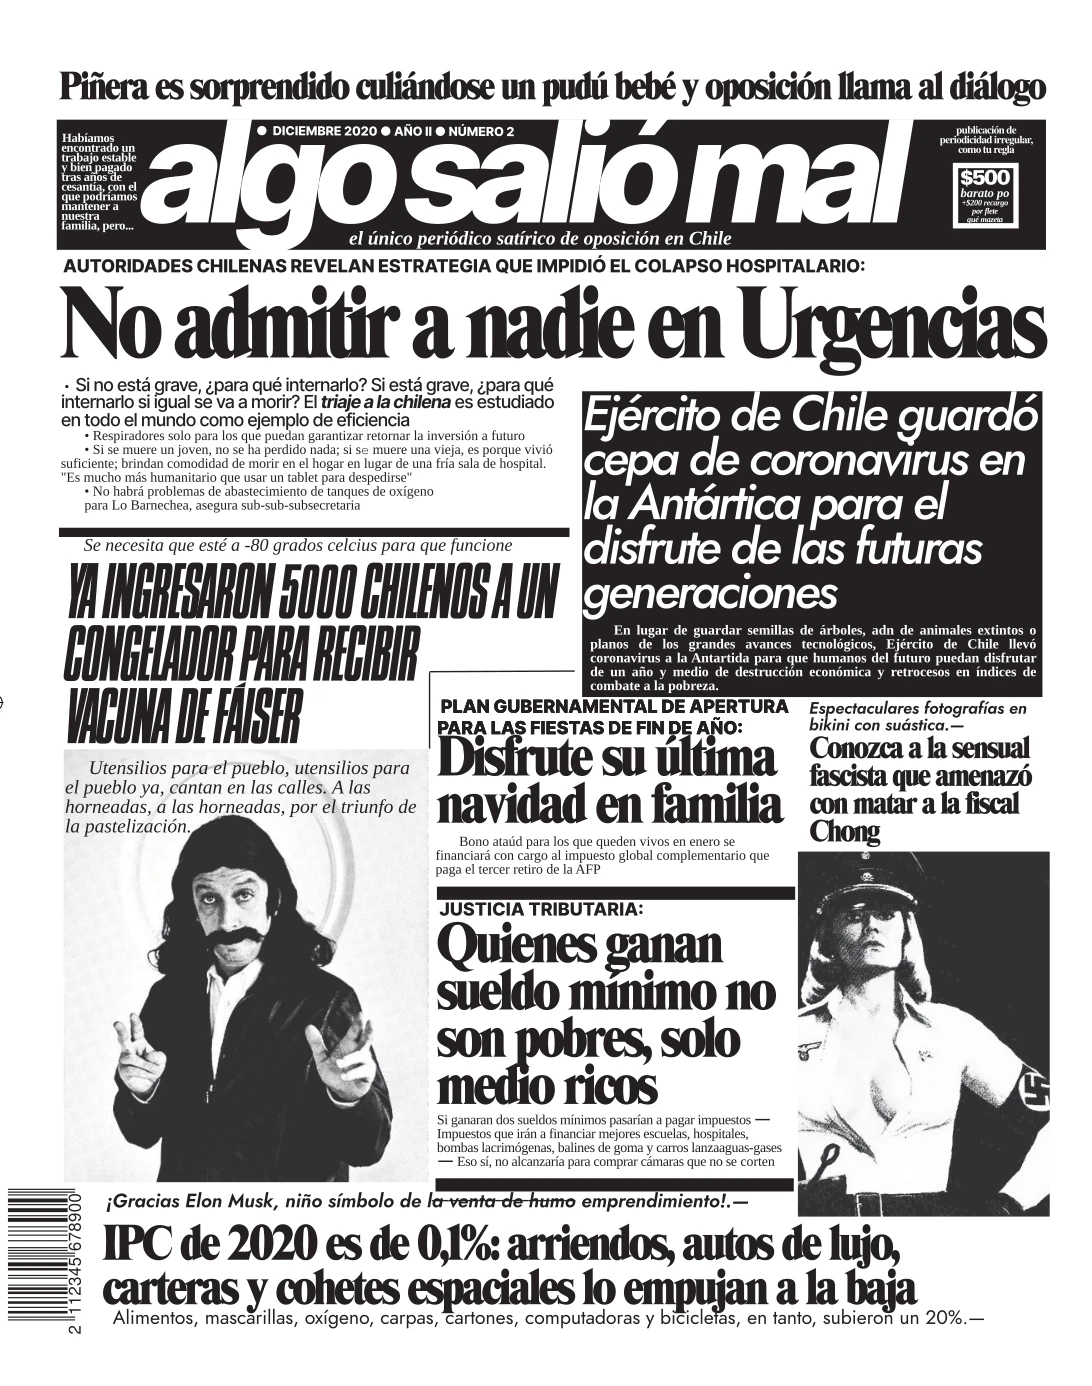 Piñera es sorprendido culiándose un pudú bebé y oposición llama al diálogo
Habíamos
encontrado un
trabajo estable
y bien pagado
tras años de
cesantía, con el
que podríamos
mantener a
nuestra
familia, pero...
● DICIEMBRE 2020 ● AÑO II ● NÚMERO 2
algo salió mal
el único periódico satírico de oposición en Chile
publicación de
periodicidad irregular,
como tu regla
$500
barato po
+$200 recargo
por flete
qué mazeta
AUTORIDADES CHILENAS REVELAN ESTRATEGIA QUE IMPIDIÓ EL COLAPSO HOSPITALARIO:
No admitir a nadie en Urgencias
• Si no está grave, ¿para qué internarlo? Si está grave, ¿para qué
internarlo si igual se va a morir? El triaje a la chilena es estudiado
en todo el mundo como ejemplo de eficiencia
• Respiradores solo para los que puedan garantizar retornar la inversión a futuro
• Si se muere un joven, no se ha perdido nada; si se muere una vieja, es porque vivió
suficiente; brindan comodidad de morir en el hogar en lugar de una fría sala de hospital.
"Es mucho más humanitario que usar un tablet para despedirse"
• No habrá problemas de abastecimiento de tanques de oxígeno
para Lo Barnechea, asegura sub-sub-subsecretaria
Ejército de Chile guardó
cepa de coronavirus en
la Antártica para el
disfrute de las futuras
generaciones
En lugar de guardar semillas de árboles, adn de animales extintos o
planos de los grandes avances tecnológicos, Ejército de Chile llevó
coronavirus a la Antartida para que humanos del futuro puedan disfrutar
de un año y medio de destrucción económica y retrocesos en índices de
combate a la pobreza.
Se necesita que esté a -80 grados celcius para que funcione
YA INGRESARON 5000 CHILENOS A UN
CONGELADOR PARA RECIBIR
VACUNA DE FÁISER
Utensilios para el pueblo, utensilios para
el pueblo ya, cantan en las calles. A las
horneadas, a las horneadas, por el triunfo de
la pastelización.
PLAN GUBERNAMENTAL DE APERTURA
PARA LAS FIESTAS DE FIN DE AÑO:
Disfrute su última
navidad en familia
Bono ataúd para los que queden vivos en enero se
financiará con cargo al impuesto global complementario que
paga el tercer retiro de la AFP
Espectaculares fotografías en
bikini con suástica.—
Conozca a la sensual
fascista que amenazó
con matar a la fiscal
Chong
JUSTICIA TRIBUTARIA:
Quienes ganan
sueldo mínimo no
son pobres, solo
medio ricos
Si ganaran dos sueldos mínimos pasarían a pagar impuestos —
Impuestos que irán a financiar mejores escuelas, hospitales,
bombas lacrimógenas, balines de goma y carros lanzaaguas-gases
— Eso sí, no alcanzaría para comprar cámaras que no se corten
¡Gracias Elon Musk, niño símbolo de la venta de humo emprendimiento!.—
IPC de 2020 es de 0,1%: arriendos, autos de lujo,
carteras y cohetes espaciales lo empujan a la baja
Alimentos, mascarillas, oxígeno, carpas, cartones, computadoras y bicicletas, en tanto, subieron un 20%.—
2 112345 678900